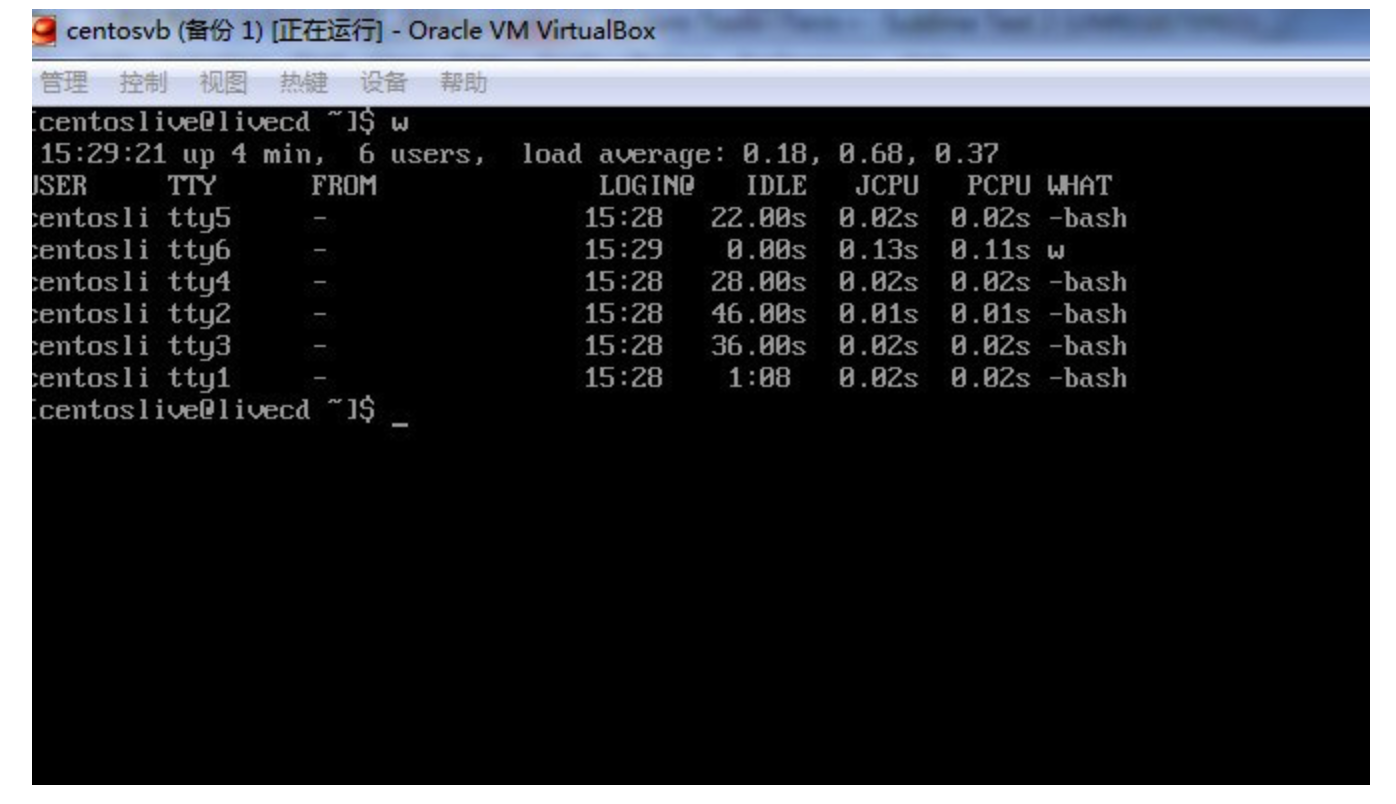 centosvb (备份 1) [正在运行] - Oracle VM VirtualBox
管理 控制 视图 热键 设备 帮助
[centoslive@livecd ~]$ w
15:29:21 up 4 min, 6 users, load average: 0.18, 0.68, 0.37
USER TTY FROM LOGIN@ IDLE JCPU PCPU WHAT
centosli tty5 - 15:28 22.00s 0.02s 0.02s -bash
centosli tty6 - 15:29 0.00s 0.13s 0.11s w
centosli tty4 - 15:28 28.00s 0.02s 0.02s -bash
centosli tty2 - 15:28 46.00s 0.01s 0.01s -bash
centosli tty3 - 15:28 36.00s 0.02s 0.02s -bash
centosli tty1 - 15:28 1:08 0.02s 0.02s -bash
[centoslive@livecd ~]$ _